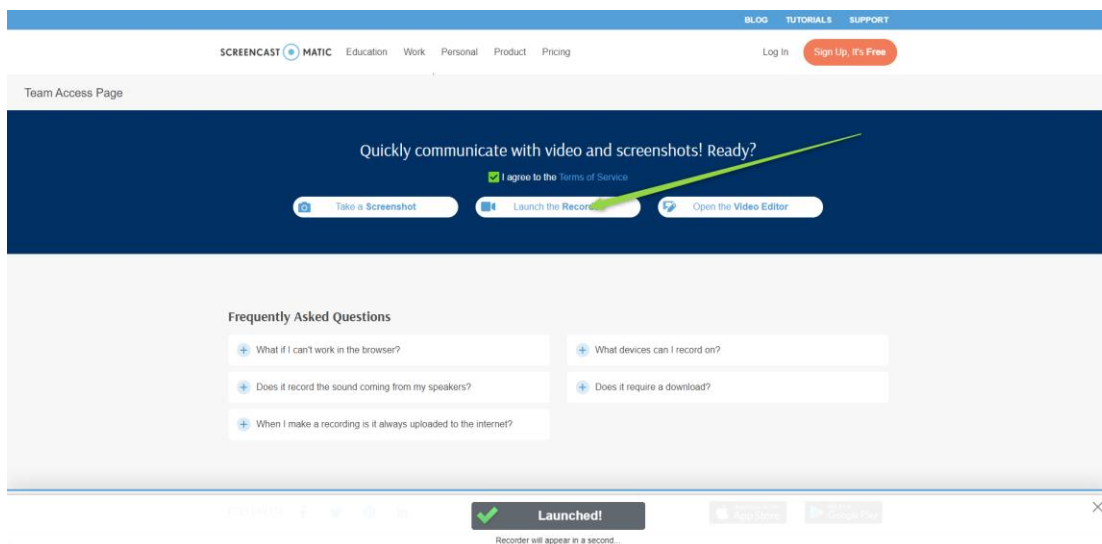 BLOG TUTORIALS SUPPORT
SCREENCAST MATIC Education Work Personal Product Pricing Log In Sign Up, It's Free
Team Access Page
Quickly communicate with video and screenshots! Ready?
I agree to the Terms of Service
Take a Screenshot Launch the Open the Video Editor
Frequently Asked Questions
What if I can't work in the browser? What devices can I record on?
Does it record the sound coming from my speakers? Does it require a download?
When I make a recording is it always uploaded to the internet?
Launched! App Store Google Play
Recorder will appear in a second...